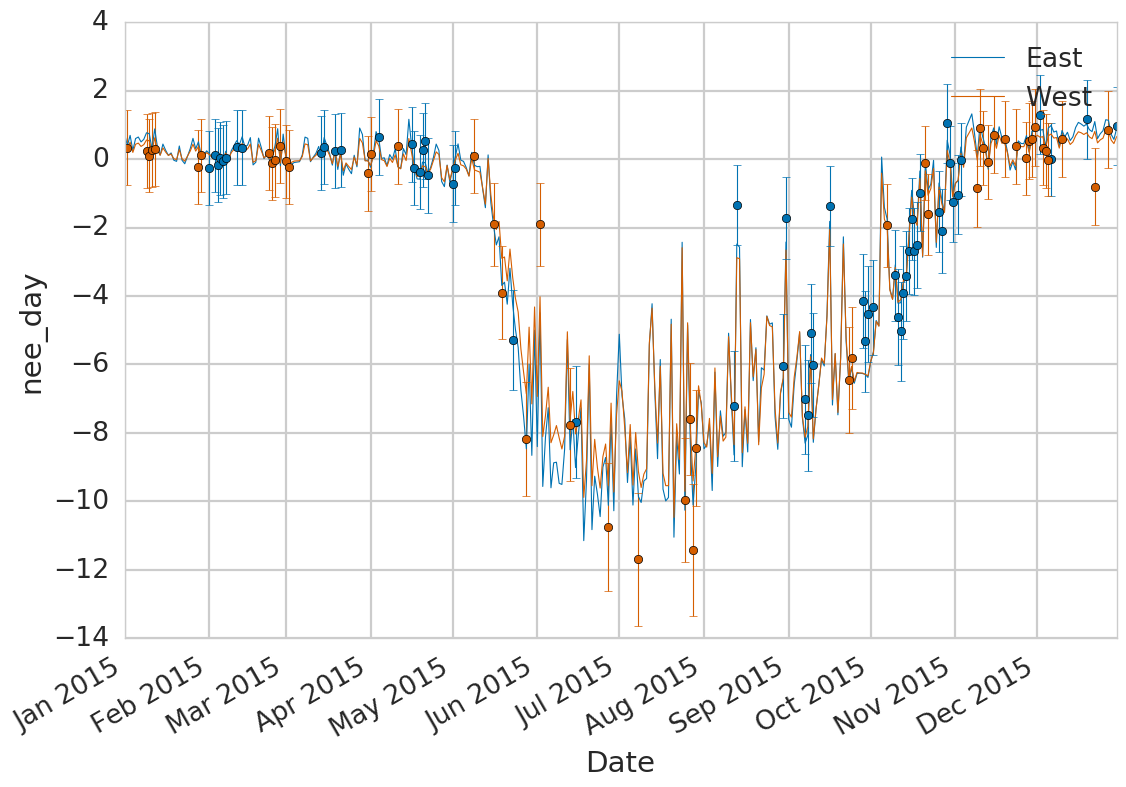 4
2
0
−2
−4
−6
−8
−10
−12
−14
nee_day
East
West
Jan 2015
Feb 2015
Mar 2015
Apr 2015
May 2015
Jun 2015
Jul 2015
Aug 2015
Sep 2015
Oct 2015
Nov 2015
Dec 2015
Date